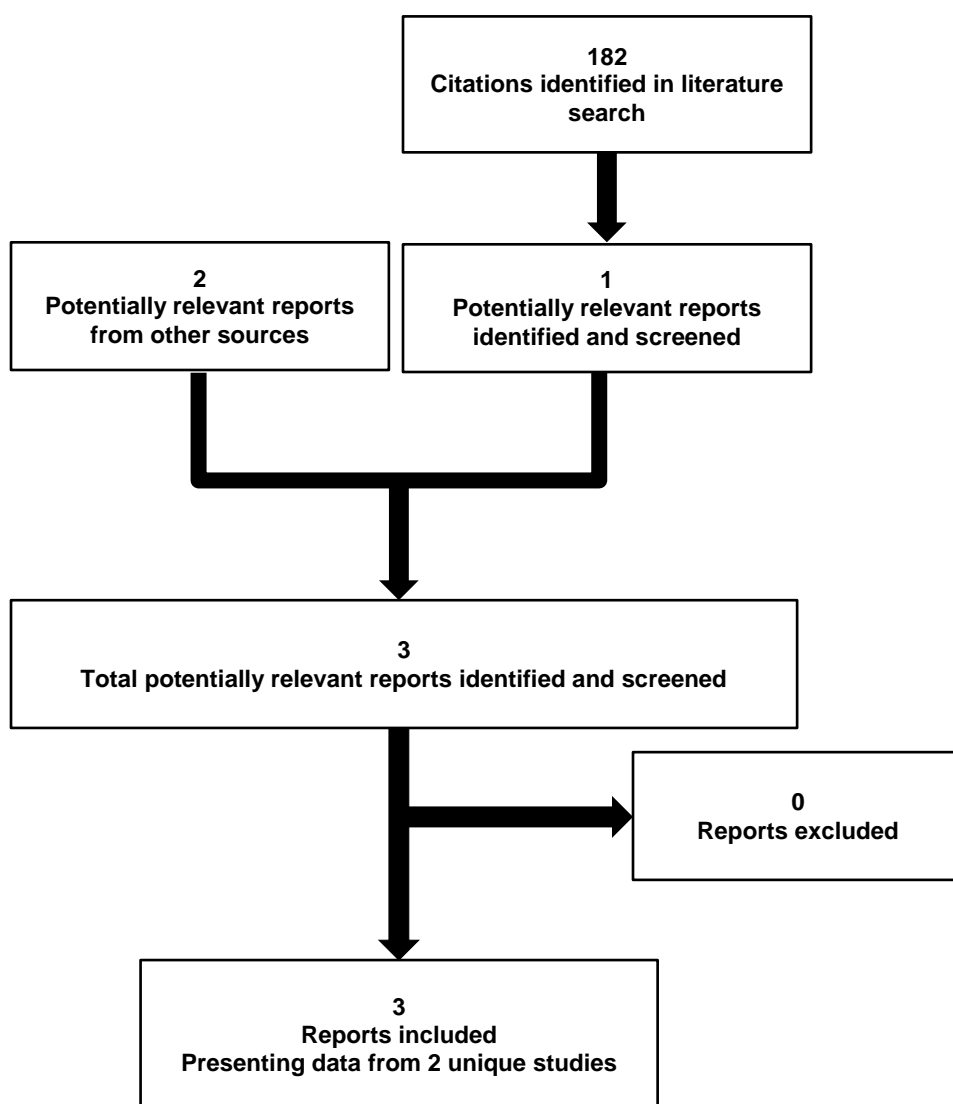 182
Citations identified in literature
search
2
Potentially relevant reports
from other sources
1
Potentially relevant reports
identified and screened
3
Total potentially relevant reports identified and screened
0
Reports excluded
3
Reports included
Presenting data from 2 unique studies